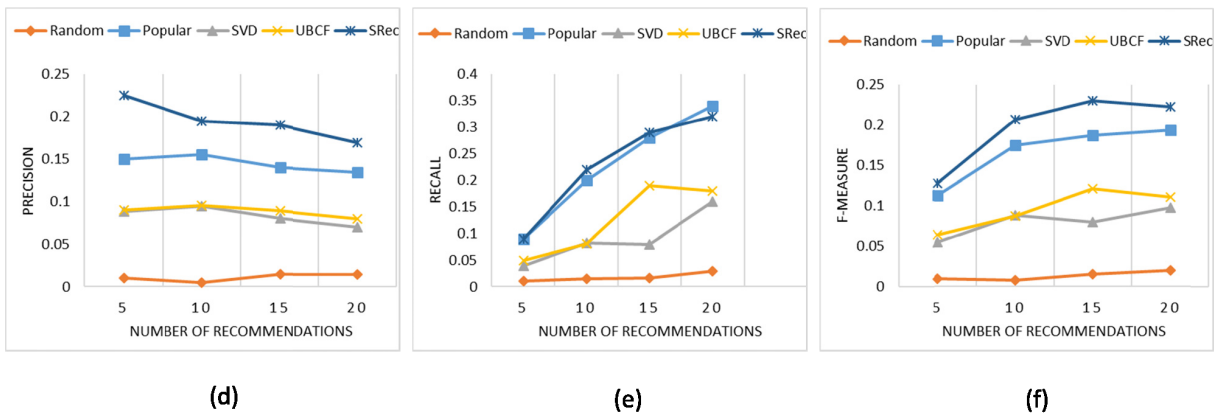 Random Popular SVD UBCF SRec
0.25
0.2
0.15
0.1
0.05
0
PRECISION
5 10 15 20
NUMBER OF RECOMMENDATIONS
(d)
Random Popular SVD UBCF SRec
0.4
0.35
0.3
0.25
0.2
0.15
0.1
0.05
0
RECALL
5 10 15 20
NUMBER OF RECOMMENDATIONS
(e)
Random Popular SVD UBCF SRec
0.25
0.2
0.15
0.1
0.05
0
F-MEASURE
5 10 15 20
NUMBER OF RECOMMENDATIONS
(f)